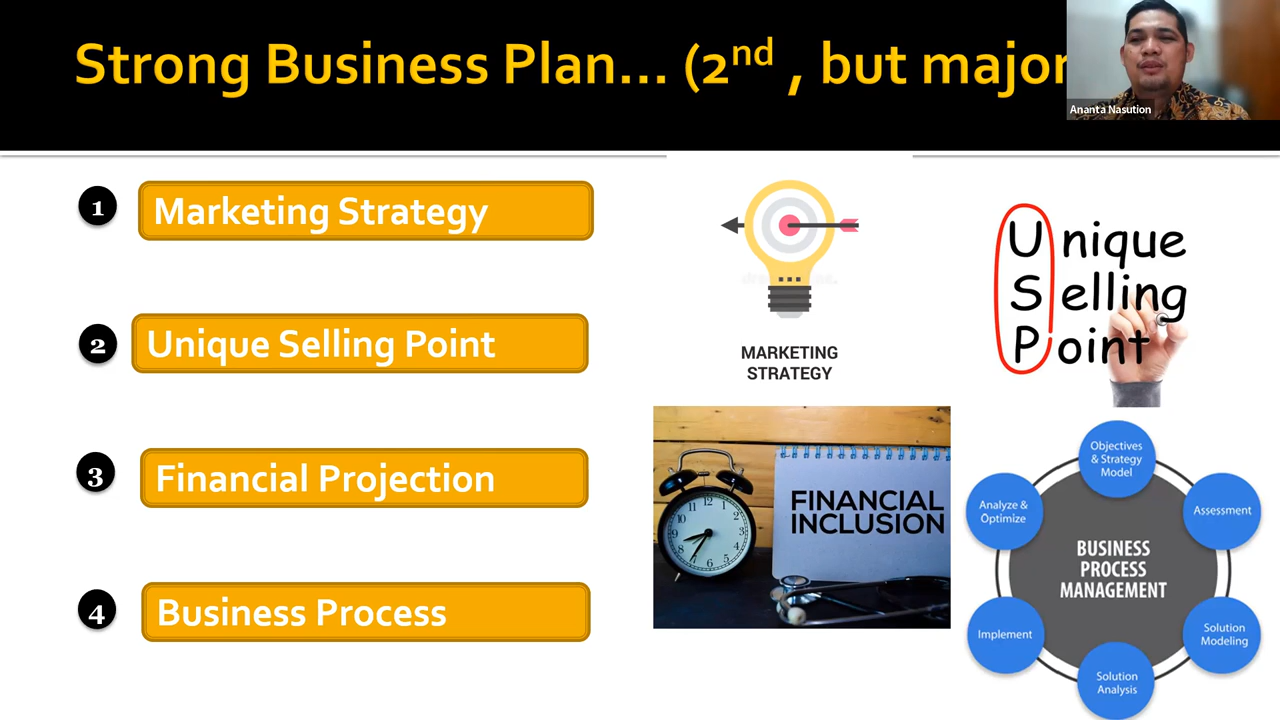 Strong Business Plan... (2nd , but major
Ananta Nasution
1
Marketing Strategy
2
Unique Selling Point
3
Financial Projection
4
Business Process
MARKETING
STRATEGY
Unique
Selling
Point
FINANCIAL
INCLUSION
Objectives
& Strategy
Model
Assessment
Solution
Modeling
Solution
Analysis
Implement
Analyze &
Optimize
BUSINESS
PROCESS
MANAGEMENT